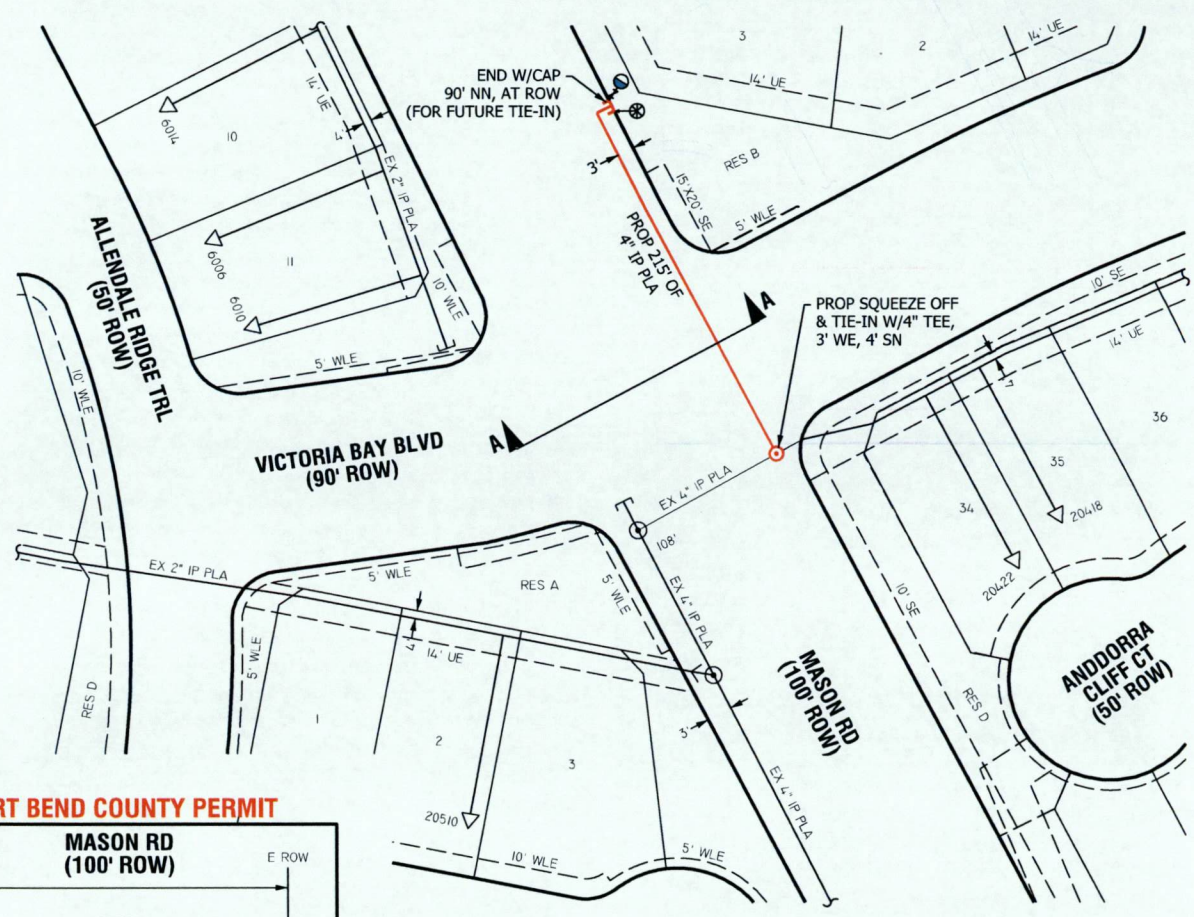 3
2
14' UE
14' UE
END W/CAP
90' NN, AT ROW
(FOR FUTURE TIE-IN)
14' UE
6014
10
4'
EX 2" IP PLA
3'
RES B
15'X20' SE
5' WLE
ALLENDALE RIDGE TRL
(50' ROW)
6006
11
6010
10' WLE
5' WLE
PROP 215' OF
4" IP PLA
A
PROP SQUEEZE OFF
& TIE-IN W/4" TEE,
3' WE, 4' SN
10' SE
14' UE
10' WLE
VICTORIA BAY BLVD
(90' ROW)
A
36
35
34
20418
20422
EX 4" IP PLA
108'
EX 2" IP PLA
5' WLE
RES A
5' WLE
EX 4" IP PLA
10' SE
4'
14' UE
5' WLE
RES D
1
2
3
3'
MASON RD
(100' ROW)
RES D
ANDDORRA
CLIFF CT
(50' ROW)
EX 4" IP PLA
20510
10' WLE
5' WLE
RT BEND COUNTY PERMIT
MASON RD
(100' ROW)
E ROW